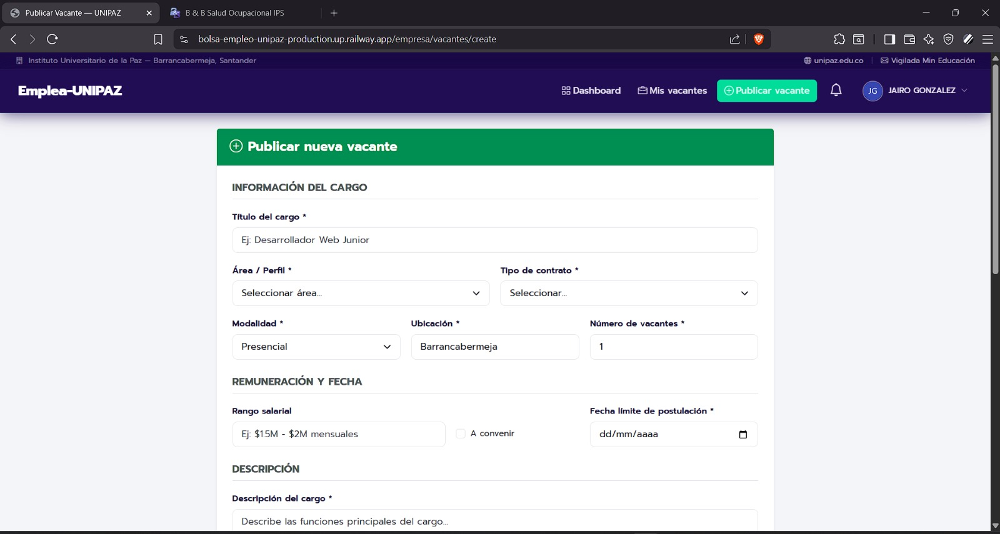 Publicar Vacante — UNIPAZ
B & B Salud Ocupacional IPS
bolsa-empleo-unipaz-production.up.railway.app/empresa/vacantes/create
Instituto Universitario de la Paz — Barrancabermeja, Santander
unipaz.edu.co
Vigilada Min Educación
Emplea-UNIPAZ
Dashboard
Mis vacantes
Publicar vacante
JG
JAIRO GONZALEZ
Publicar nueva vacante
INFORMACIÓN DEL CARGO
Título del cargo *
Ej: Desarrollador Web Junior
Área / Perfil *
Tipo de contrato *
Seleccionar área...
Seleccionar...
Modalidad *
Ubicación *
Número de vacantes *
Presencial
Barrancabermeja
1
REMUNERACIÓN Y FECHA
Rango salarial
Fecha límite de postulación *
Ej: $1.5M - $2M mensuales
A convenir
dd/mm/aaaa
DESCRIPCIÓN
Descripción del cargo *
Describe las funciones principales del cargo...